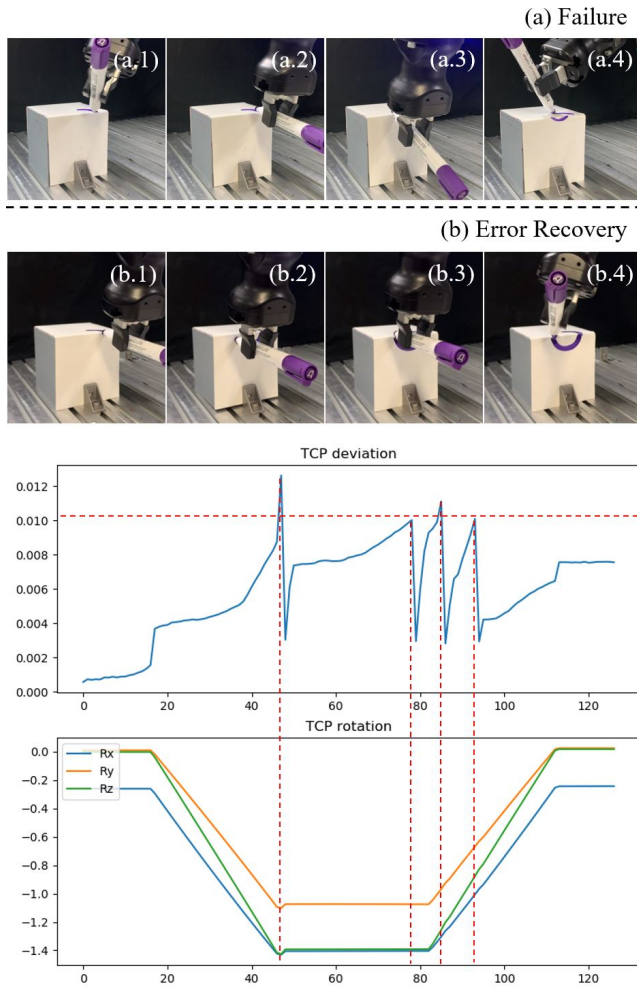 (a) Failure
(a.1) (a.2) (a.3) (a.4)
(b) Error Recovery
(b.1) (b.2) (b.3) (b.4)
TCP deviation
0.012
0.010
0.008
0.006
0.004
0.002
0.000
0 20 40 60 80 100 120
TCP rotation
0.0
−0.2
−0.4
−0.6
−0.8
−1.0
−1.2
−1.4
Rx
Ry
Rz
0 20 40 60 80 100 120